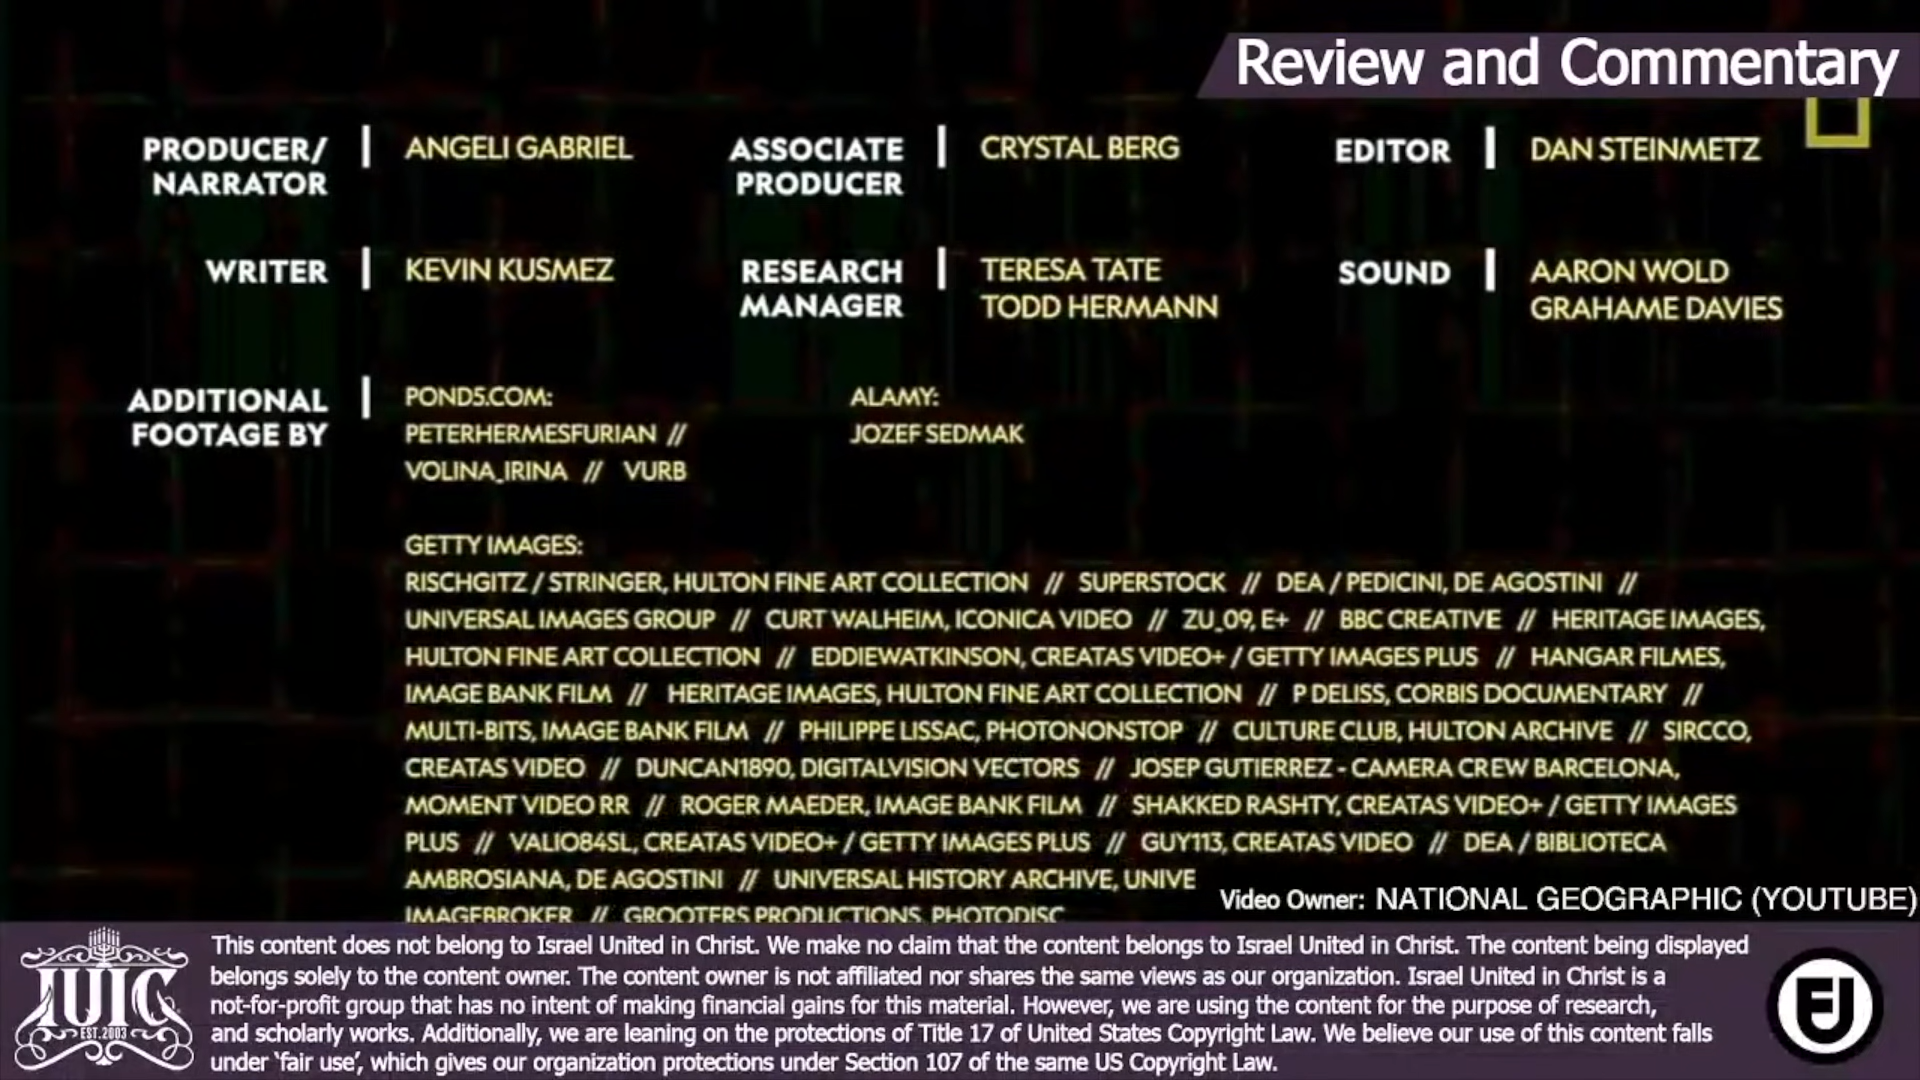 Review and Commentary
PRODUCER/
NARRATOR
ANGELI GABRIEL
ASSOCIATE
PRODUCER
CRYSTAL BERG
EDITOR
DAN STEINMETZ
WRITER
KEVIN KUSMEZ
RESEARCH
MANAGER
TERESA TATE
TODD HERMANN
SOUND
AARON WOLD
GRAHAME DAVIES
ADDITIONAL
FOOTAGE BY
POND5.COM:
PETERHERMESFURIAN //
VOLINA_IRINA // VURB
ALAMY:
JOZEF SEDMAK
GETTY IMAGES:
RISCHGITZ / STRINGER, HULTON FINE ART COLLECTION // SUPERSTOCK // DEA / PEDICINI, DE AGOSTINI //
UNIVERSAL IMAGES GROUP // CURT WALHEIM, ICONICA VIDEO // ZU_09, E+ // BBC CREATIVE // HERITAGE IMAGES,
HULTON FINE ART COLLECTION // EDDIEWATKINSON, CREATAS VIDEO+ / GETTY IMAGES PLUS // HANGAR FILMES,
IMAGE BANK FILM // HERITAGE IMAGES, HULTON FINE ART COLLECTION // P DELISS, CORBIS DOCUMENTARY //
MULTI-BITS, IMAGE BANK FILM // PHILIPPE LISSAC, PHOTONONSTOP // CULTURE CLUB, HULTON ARCHIVE // SIRCCO,
CREATAS VIDEO // DUNCAN1890, DIGITALVISION VECTORS // JOSEP GUTIERREZ - CAMERA CREW BARCELONA,
MOMENT VIDEO RR // ROGER MAEDER, IMAGE BANK FILM // SHAKKED RASHTY, CREATAS VIDEO+ / GETTY IMAGES
PLUS // VALIO84SL, CREATAS VIDEO+ / GETTY IMAGES PLUS // GUY113, CREATAS VIDEO // DEA / BIBLIOTECA
AMBROSIANA, DE AGOSTINI // UNIVERSAL HISTORY ARCHIVE, UNIVE
IMAGEBROKER // GROOTERS PRODUCTIONS, PHOTODISC
Video Owner: NATIONAL GEOGRAPHIC (YOUTUBE)
IUIC
EST. 2003
This content does not belong to Israel United in Christ. We make no claim that the content belongs to Israel United in Christ. The content being displayed
belongs solely to the content owner. The content owner is not affiliated nor shares the same views as our organization. Israel United in Christ is a
not-for-profit group that has no intent of making financial gains for this material. However, we are using the content for the purpose of research,
and scholarly works. Additionally, we are leaning on the protections of Title 17 of United States Copyright Law. We believe our use of this content falls
under 'fair use', which gives our organization protections under Section 107 of the same US Copyright Law.